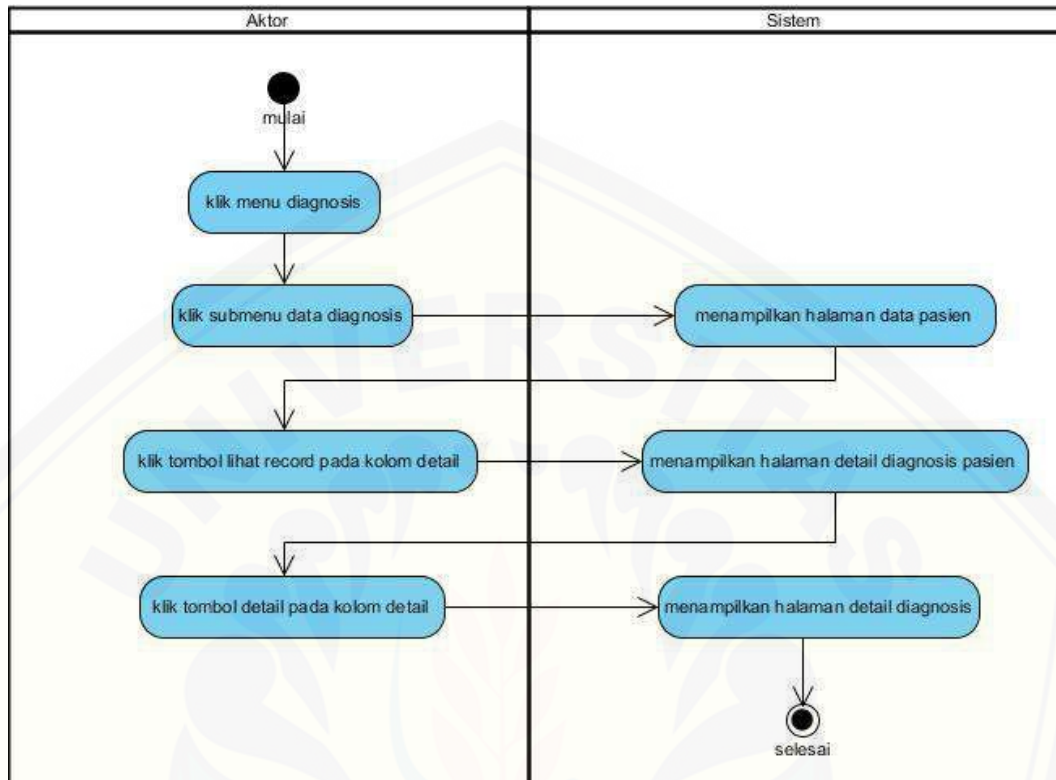 Aktor
Sistem
mulai
klik menu diagnosis
klik submenu data diagnosis
menampilkan halaman data pasien
klik tombol lihat record pada kolom detail
menampilkan halaman detail diagnosis pasien
klik tombol detail pada kolom detail
menampilkan halaman detail diagnosis
selesai
UNIVERSITAS